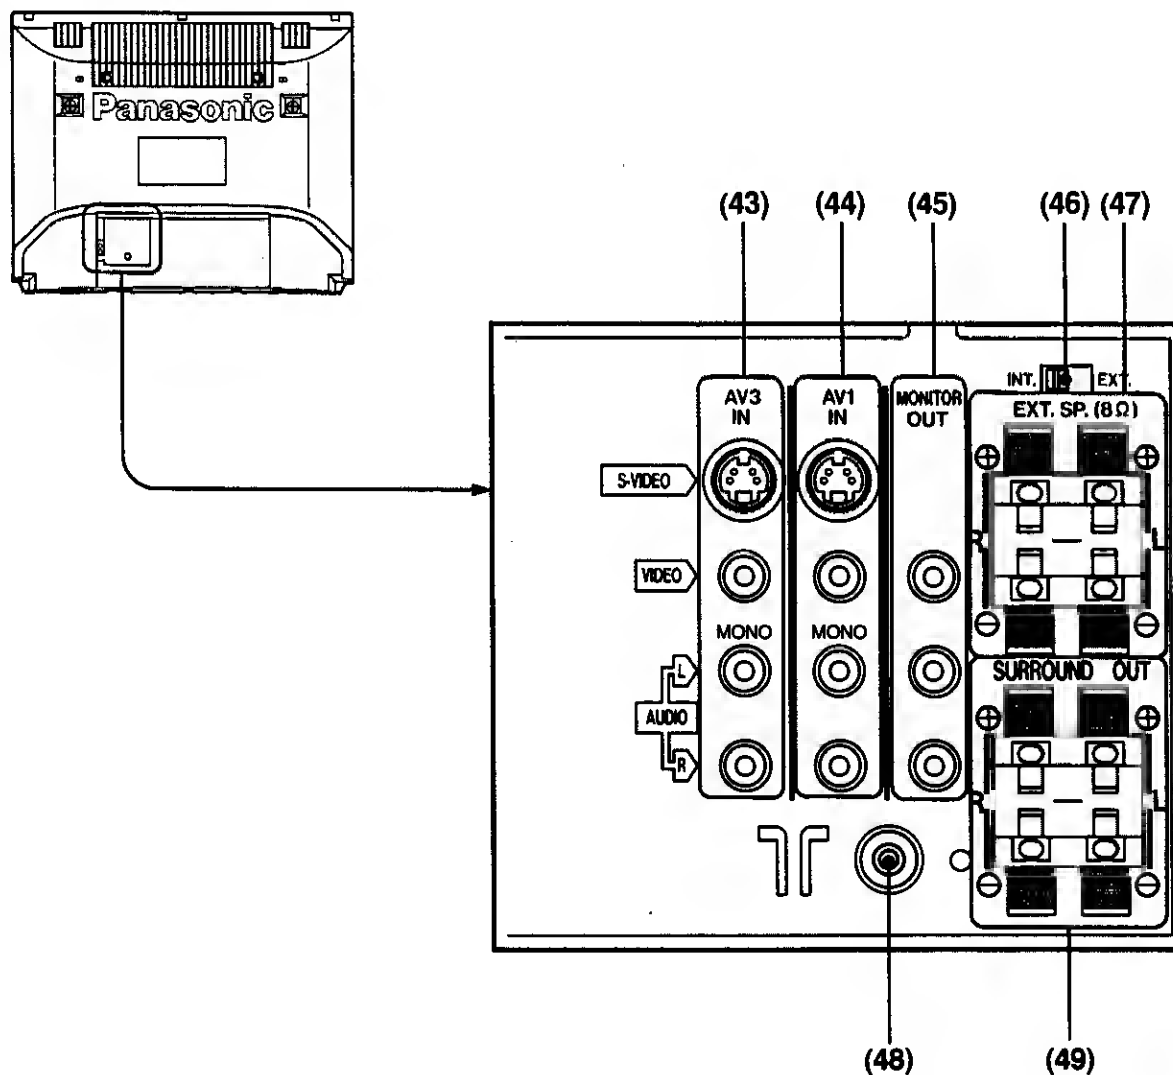 Panasonic
(43) (44) (45) (46) (47)
INT. EXT.
AV3 IN
AV1 IN
MONITOR OUT
EXT. SP. (8Ω)
S-VIDEO
VIDEO
R L
MONO MONO
L
AUDIO
R
SURROUND OUT
R L
(48) (49)